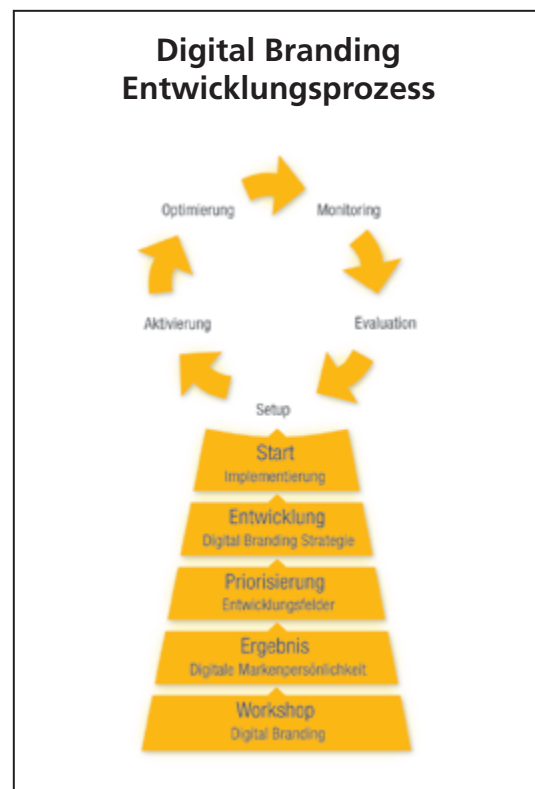 Digital Branding
Entwicklungsprozess
Optimierung
Monitoring
Aktivierung
Evaluation
Setup
Start
Implementierung
Entwicklung
Digital Branding Strategie
Priorisierung
Entwicklungsfelder
Ergebnis
Digitale Markenpersönlichkeit
Workshop
Digital Branding